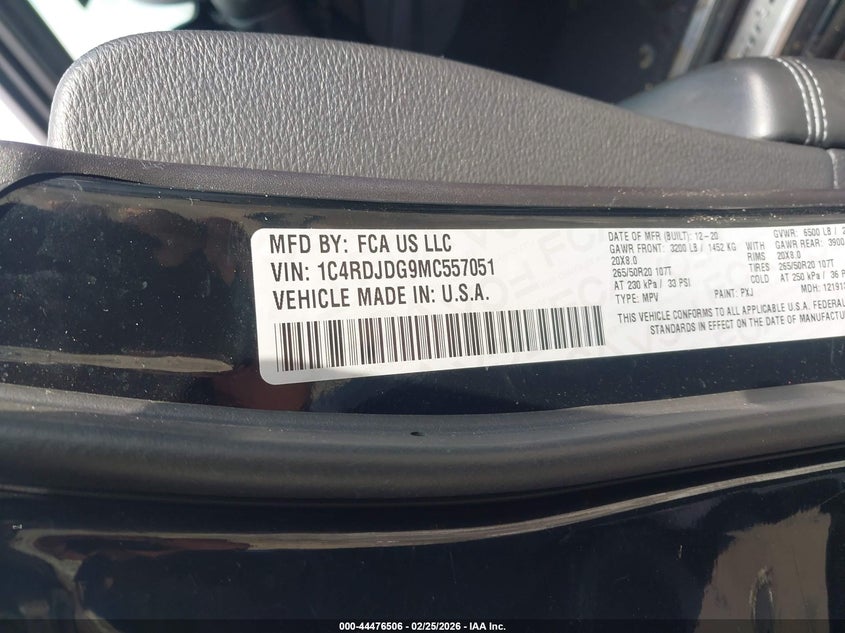 MFD BY: FCA US LLC
VIN: 1C4RDJDG9MC557051
VEHICLE MADE IN: U.S.A.
DATE OF MFR (BUILT): 12-20
GAWR FRONT: 3200 LB / 1452 KG
20X8.0
265/50R20 107T
AT 230 kPa / 33 PSI
TYPE: MPV
PAINT: PXJ
WITH
TIRES
RIMS
TIRES
COLD
GVWR: 6500 LB
GAWR REAR: 3900
20X8.0
265/50R20 107T
AT 250 kPa / 36
MDH: 12191
THIS VEHICLE CONFORMS TO ALL APPLICABLE U.S.A. FEDERAL
STANDARDS IN EFFECT ON THE DATE OF
000-44476506 - 02/25/2026 - IAA Inc.